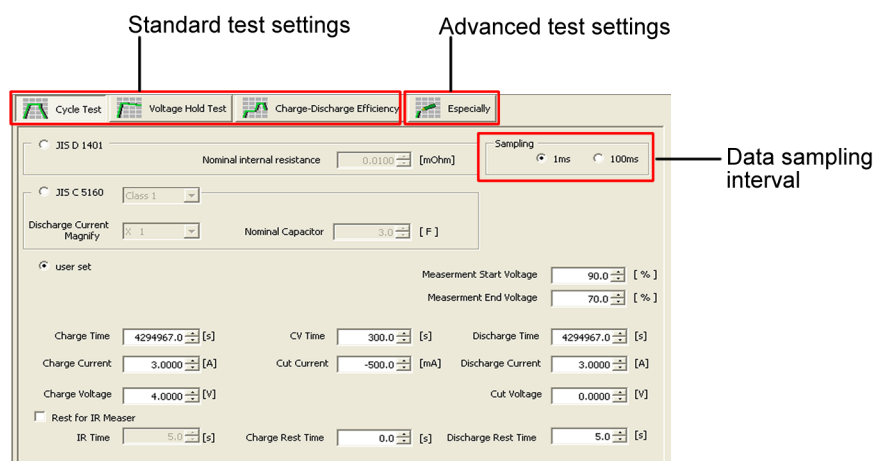 Standard test settings
Advanced test settings
Cycle Test
Voltage Hold Test
Charge-Discharge Efficiency
Especially
JIS D 1401
Nominal internal resistance 0.0100 [mOhm]
Sampling
1ms 100ms
Data sampling
interval
JIS C 5160 Class 1
Discharge Current
Magnify X 1 Nominal Capacitor 3.0 [ F ]
user set
Measerment Start Voltage 90.0 [ % ]
Measerment End Voltage 70.0 [ % ]
Charge Time 4294967.0 [s] CV Time 300.0 [s] Discharge Time 4294967.0 [s]
Charge Current 3.0000 [A] Cut Current -500.0 [mA] Discharge Current 3.0000 [A]
Charge Voltage 4.0000 [V] Cut Voltage 0.0000 [V]
Rest for IR Measer
IR Time 5.0 [s] Charge Rest Time 0.0 [s] Discharge Rest Time 5.0 [s]